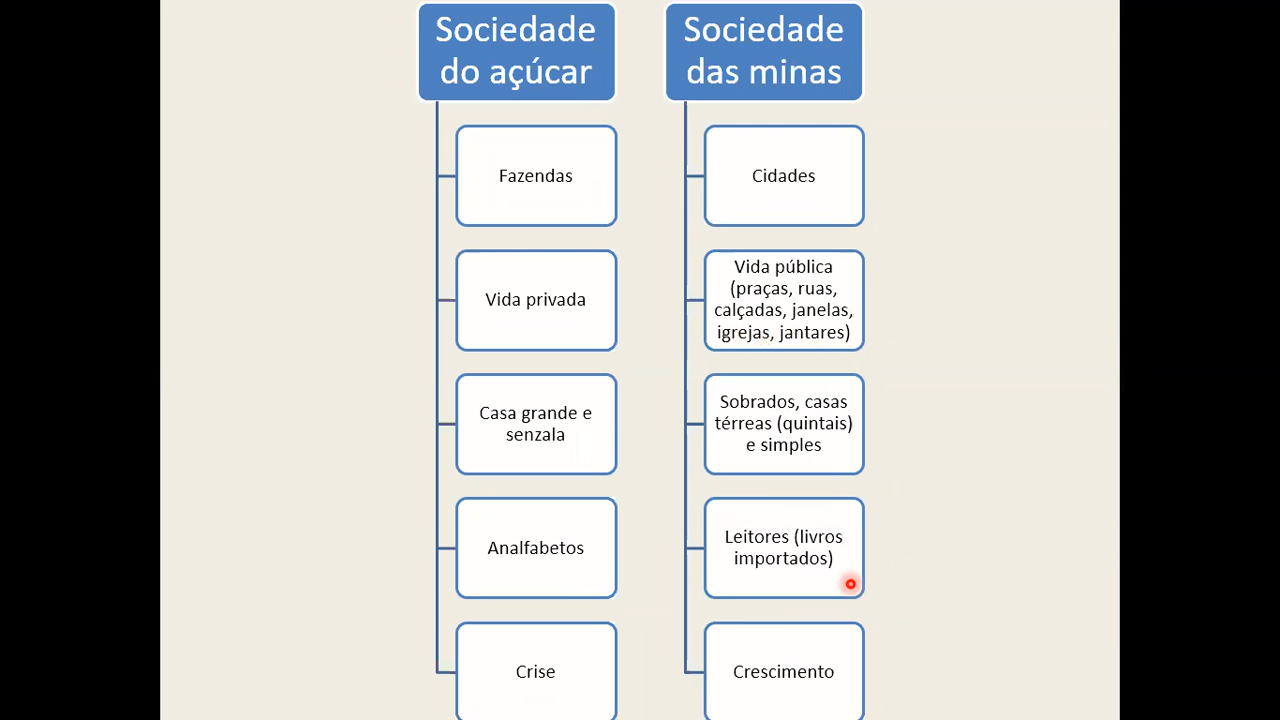 Sociedade
do açúcar
Fazendas
Vida privada
Casa grande e
senzala
Analfabetos
Crise
Sociedade
das minas
Cidades
Vida pública
(praças, ruas,
calçadas, janelas,
igrejas, jantares)
Sobrados, casas
térreas (quintais)
e simples
Leitores (livros
importados)
Crescimento